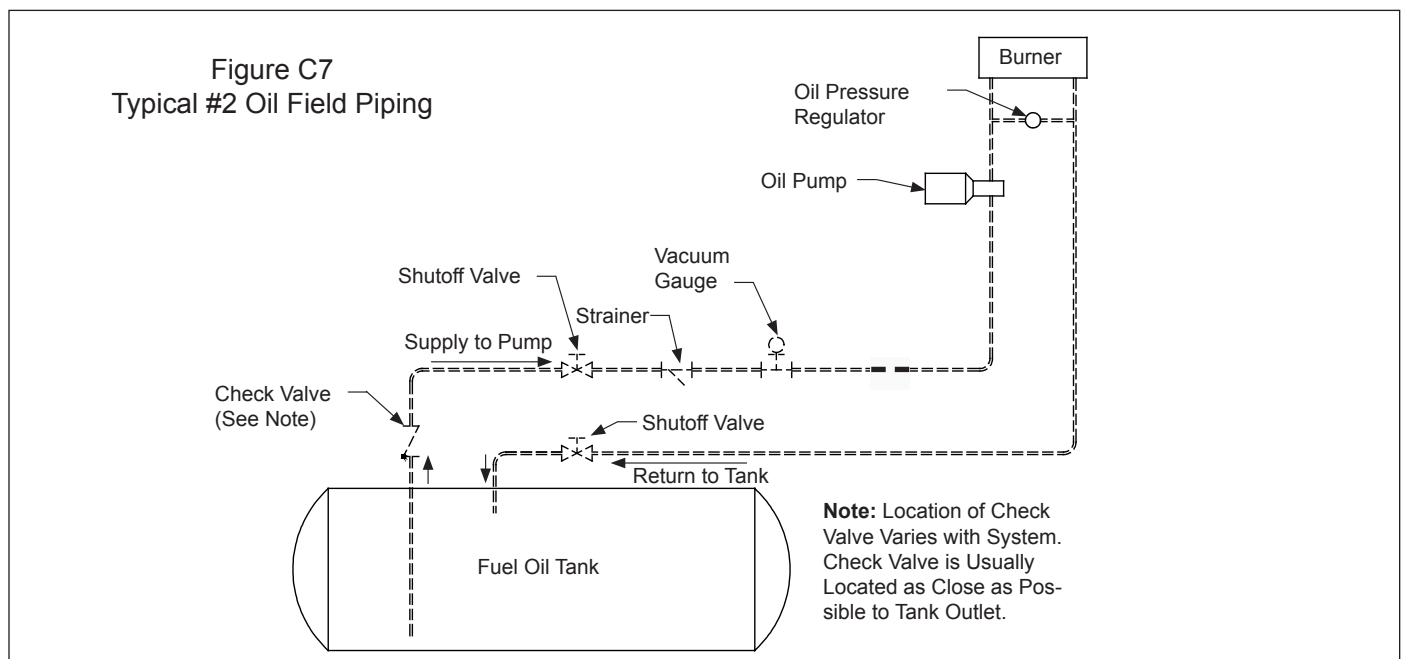 Figure C7
Typical #2 Oil Field Piping
Burner
Oil Pressure
Regulator
Oil Pump
Vacuum
Gauge
Shutoff Valve
Strainer
Supply to Pump
Check Valve
(See Note)
Shutoff Valve
Return to Tank
Fuel Oil Tank
Note: Location of Check
Valve Varies with System.
Check Valve is Usually
Located as Close as Pos-
sible to Tank Outlet.